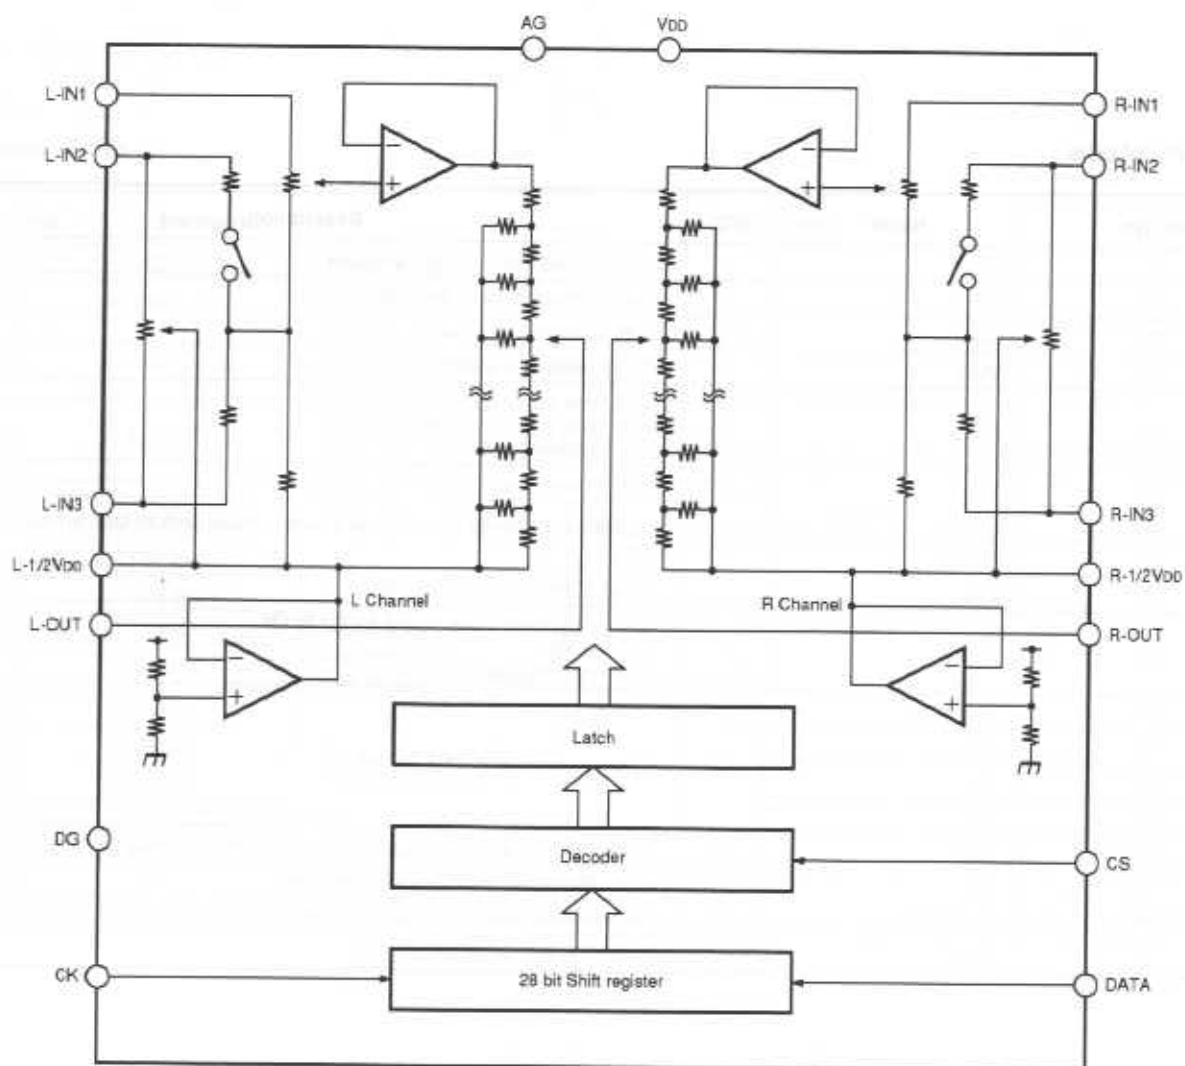 AG
VDD
L-IN1
R-IN1
L-IN2
R-IN2
−
+
−
+
L-IN3
R-IN3
L-1/2VDD
R-1/2VDD
L Channel
R Channel
L-OUT
R-OUT
−
+
−
+
Latch
DG
Decoder
CS
CK
28 bit Shift register
DATA